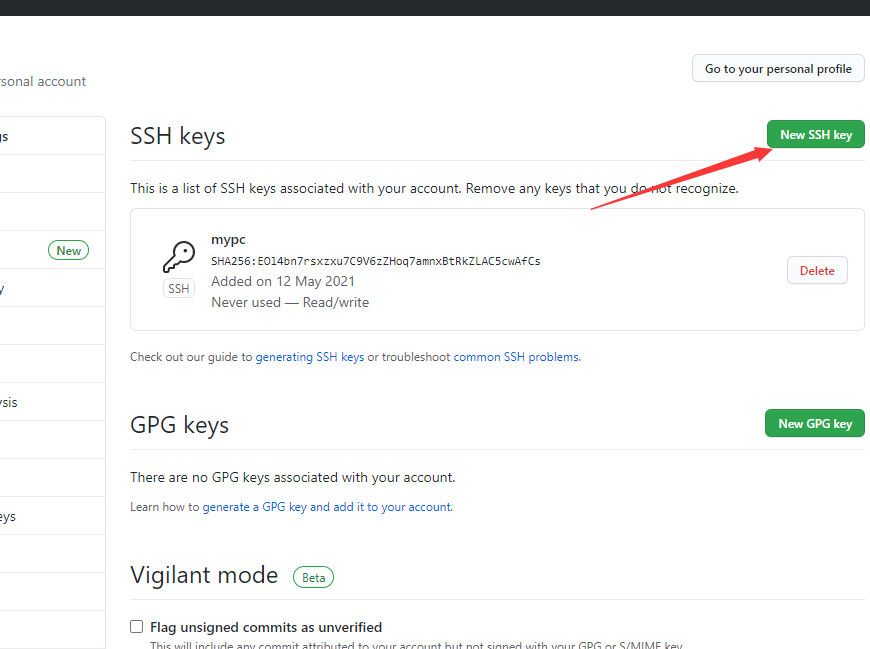 Go to your personal profile
sonal account
gs
New
y
sis
eys
SSH keys
New SSH key
This is a list of SSH keys associated with your account. Remove any keys that you do not recognize.
mypc
SHA256:EO14bn7rsxzxu7C9V6zZHoq7amnxBtRkZLAC5cwAfCs
SSH
Added on 12 May 2021
Never used — Read/write
Delete
Check out our guide to generating SSH keys or troubleshoot common SSH problems.
GPG keys
New GPG key
There are no GPG keys associated with your account.
Learn how to generate a GPG key and add it to your account.
Vigilant mode
Beta
Flag unsigned commits as unverified
This will include any commit attributed to your account but not signed with your GPG or S/MIME key.